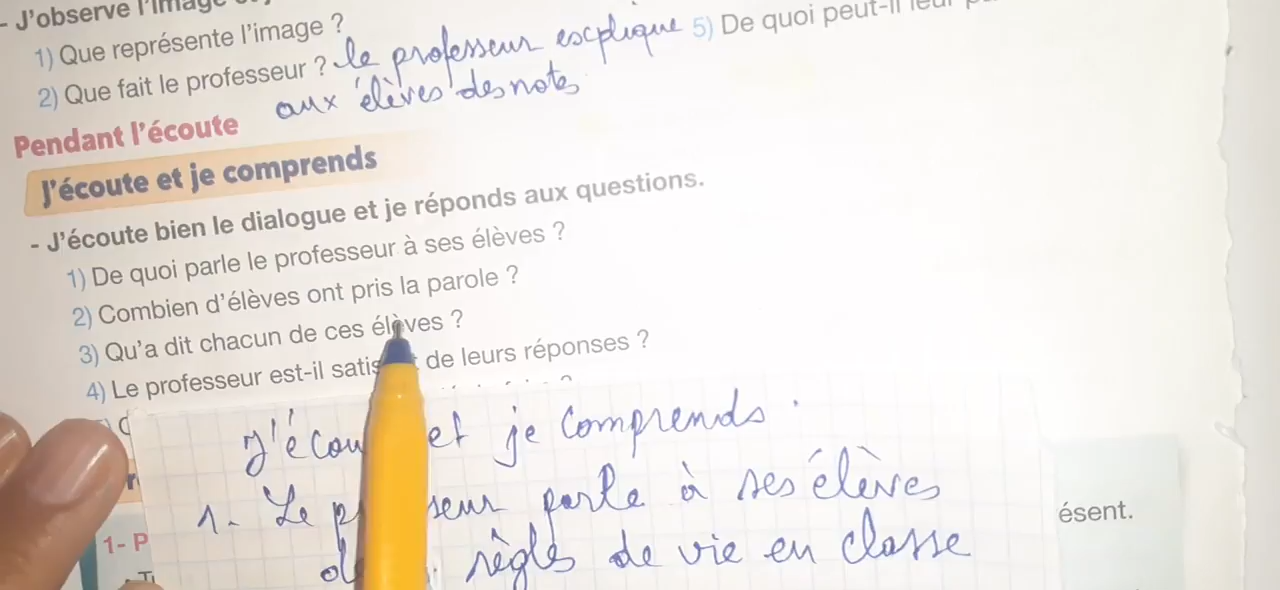 - J'observe l'image et
1) Que représente l'image ?
2) Que fait le professeur ? le professeur escplique
aux élèves des notes
5) De quoi peut-il leur
Pendant l'écoute
J'écoute et je comprends
- J'écoute bien le dialogue et je réponds aux questions.
1) De quoi parle le professeur à ses élèves ?
2) Combien d'élèves ont pris la parole ?
3) Qu'a dit chacun de ces élèves ?
4) Le professeur est-il satis de leurs réponses ?
J'écou et je comprends.
1. Le p seur parle à ses élèves
règles de vie en classe
ésent.
1- P